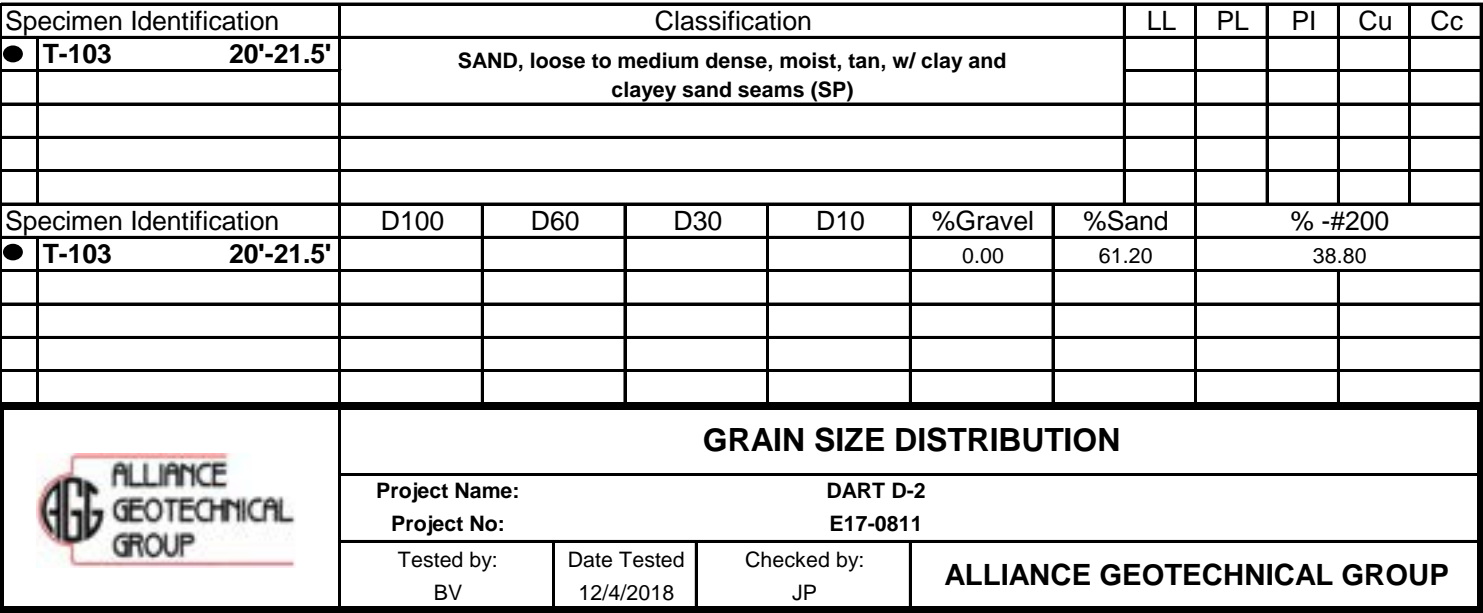 Specimen Identification Classification LL PL PI Cu Cc
T-103 20'-21.5' SAND, loose to medium dense, moist, tan, w/ clay and
clayey sand seams (SP)
Specimen Identification D100 D60 D30 D10 %Gravel %Sand % -#200
T-103 20'-21.5' 0.00 61.20 38.80
AGG ALLIANCE
GEOTECHNICAL
GROUP
GRAIN SIZE DISTRIBUTION
Project Name: DART D-2
Project No: E17-0811
Tested by: Date Tested Checked by:
BV 12/4/2018 JP
ALLIANCE GEOTECHNICAL GROUP